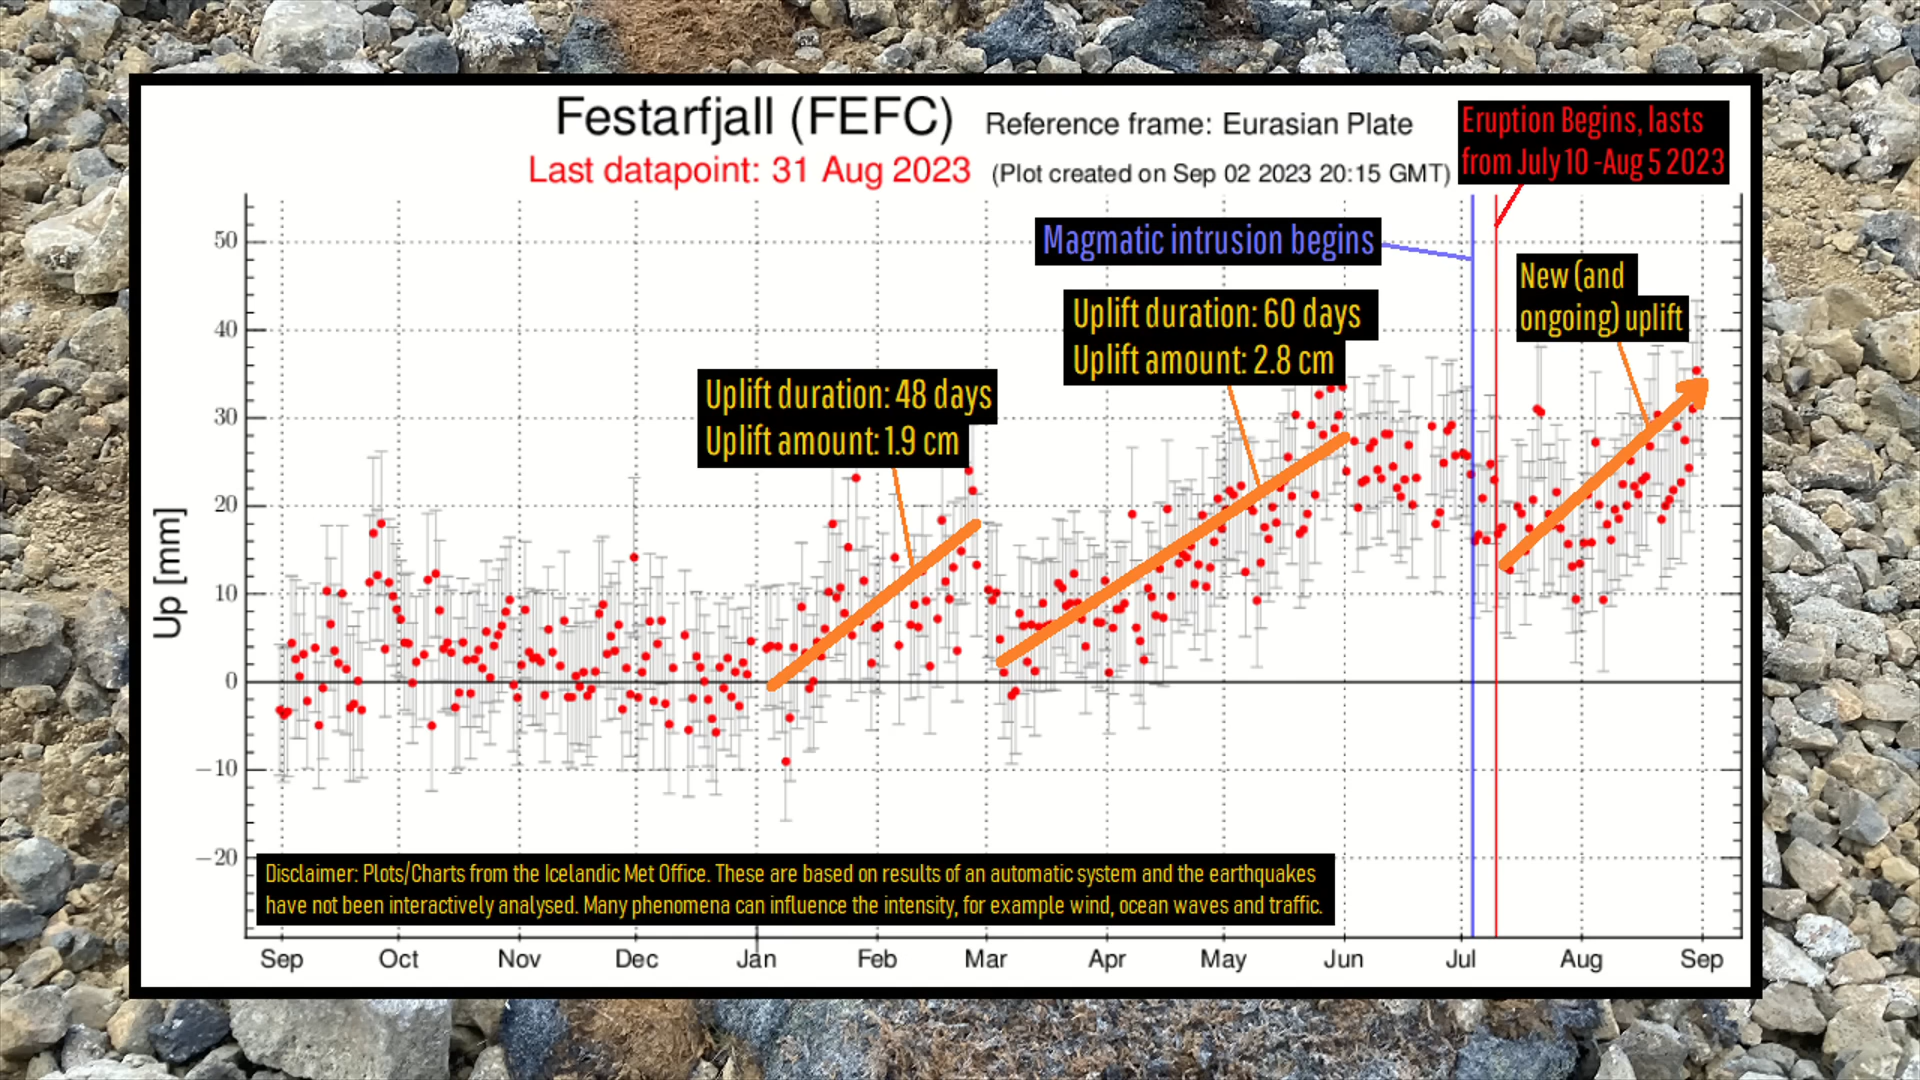 Festarfjall (FEFC) Reference frame: Eurasian Plate
Last datapoint: 31 Aug 2023 (Plot created on Sep 02 2023 20:15 GMT)
Eruption Begins, lasts
from July 10 -Aug 5 2023
Magmatic intrusion begins
New (and
ongoing) uplift
Uplift duration: 60 days
Uplift amount: 2.8 cm
Uplift duration: 48 days
Uplift amount: 1.9 cm
Up [mm]
50
40
30
20
10
0
−10
−20
Disclaimer: Plots/Charts from the Icelandic Met Office. These are based on results of an automatic system and the earthquakes
have not been interactively analysed. Many phenomena can influence the intensity, for example wind, ocean waves and traffic.
Sep Oct Nov Dec Jan Feb Mar Apr May Jun Jul Aug Sep